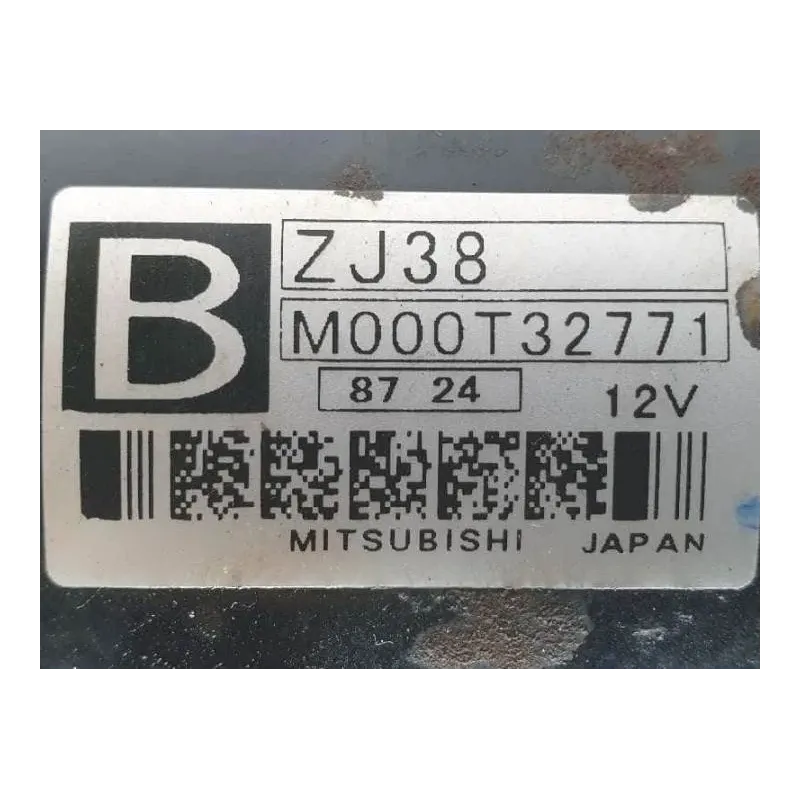 B
ZJ38
M000T32771
87 24
12V
MITSUBISHI JAPAN